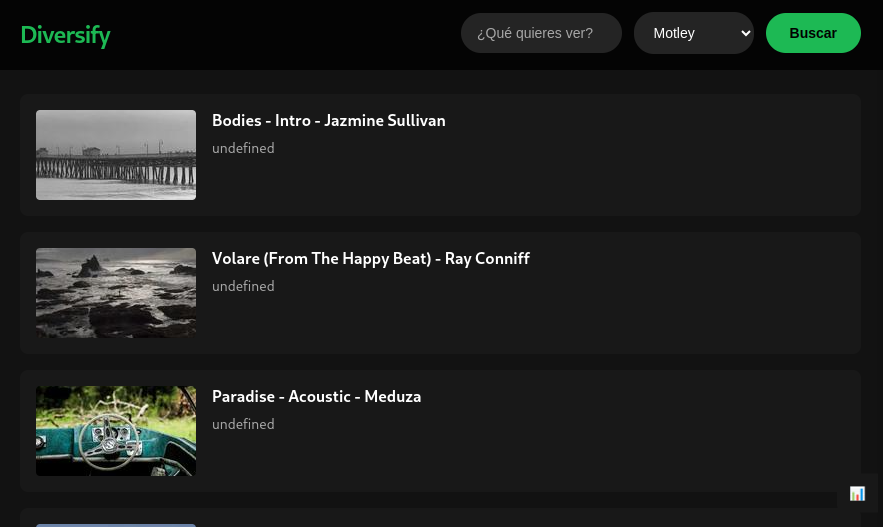 Diversify
¿Qué quieres ver?
Motley
Buscar
Bodies - Intro - Jazmine Sullivan
undefined
Volare (From The Happy Beat) - Ray Conniff
undefined
Paradise - Acoustic - Meduza
undefined